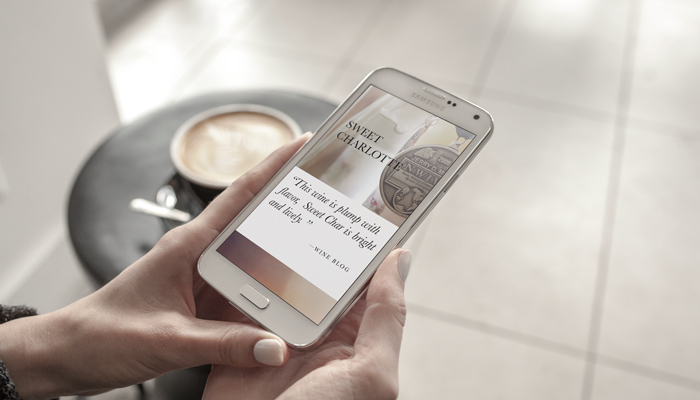 SAMSUNG
SWEET
CHARLOTTE
“This wine is plump with
flavor, Sweet Char is bright
and lively. ”
—WINE BLOG